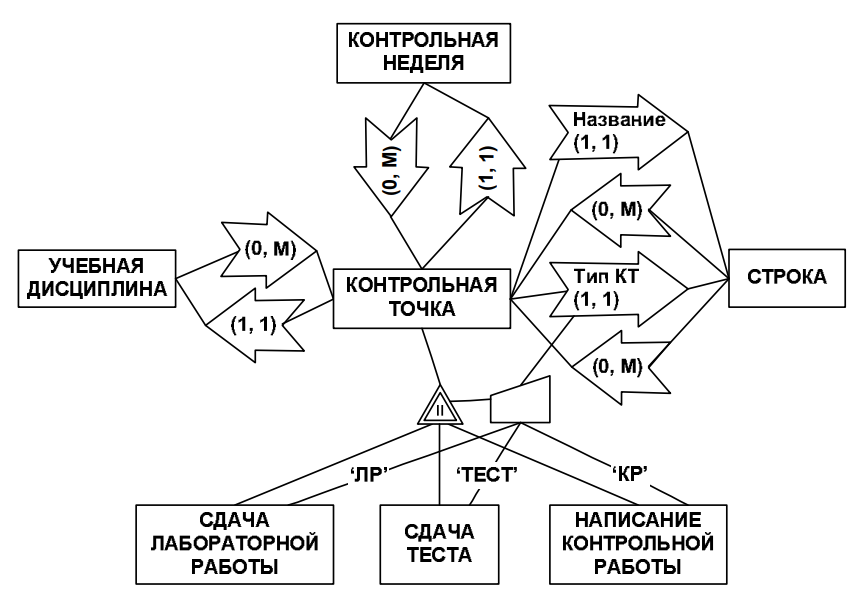 КОНТРОЛЬНАЯ
НЕДЕЛЯ
Название
(1, 1)
(0, М)
(1, 1)
(0, М)
(0, М)
УЧЕБНАЯ
ДИСЦИПЛИНА
КОНТРОЛЬНАЯ
ТОЧКА
Тип КТ
(1, 1)
СТРОКА
(1, 1)
(0, М)
II
‘ЛР’
‘ТЕСТ’
‘КР’
СДАЧА
ЛАБОРАТОРНОЙ
РАБОТЫ
СДАЧА
ТЕСТА
НАПИСАНИЕ
КОНТРОЛЬНОЙ
РАБОТЫ